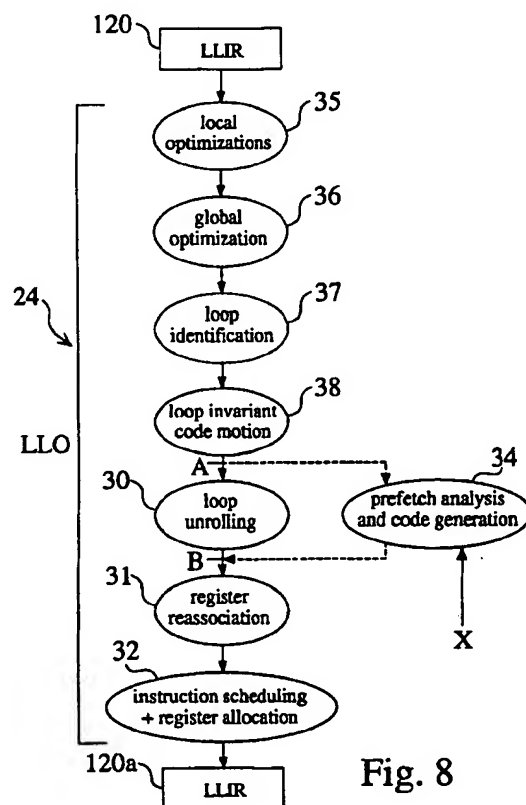 120
LLIR
35
local
optimizations
36
global
optimization
24
37
loop
identification
38
loop invariant
code motion
LLO
A
34
30
loop
unrolling
prefetch analysis
and code generation
B
31
register
reassociation
X
32
instruction scheduling
+ register allocation
120a
LLIR
Fig. 8